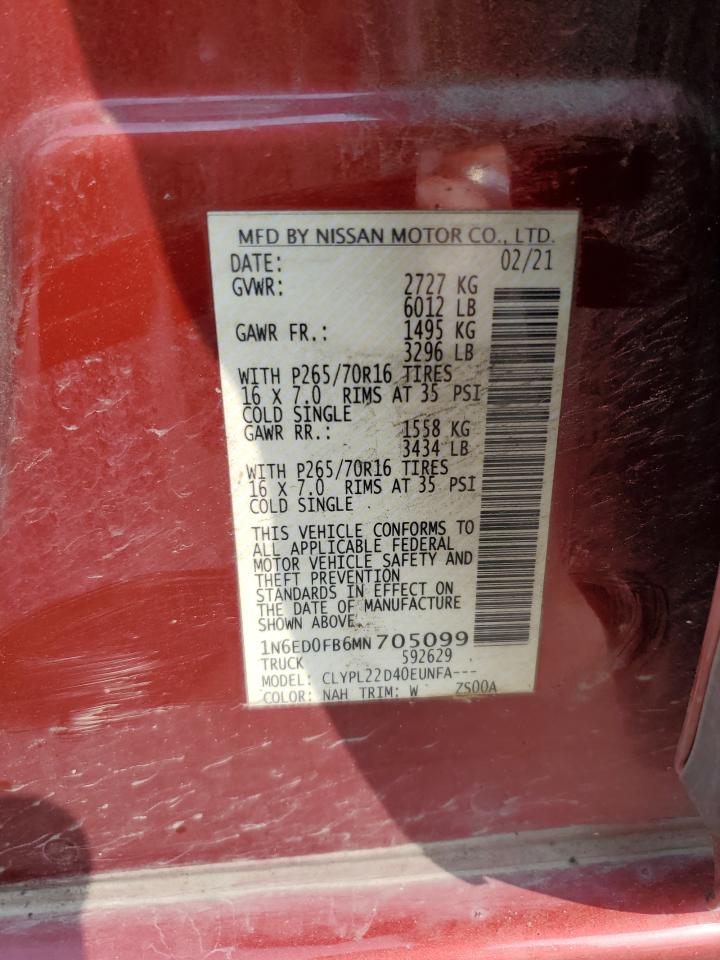 MFD BY NISSAN MOTOR CO., LTD.
DATE: 02/21
GVWR: 2727 KG
6012 LB
GAWR FR.: 1495 KG
3296 LB
WITH P265/70R16 TIRES
16 X 7.0 RIMS AT 35 PSI
COLD SINGLE
GAWR RR.: 1558 KG
3434 LB
WITH P265/70R16 TIRES
16 X 7.0 RIMS AT 35 PSI
COLD SINGLE
THIS VEHICLE CONFORMS TO
ALL APPLICABLE FEDERAL
MOTOR VEHICLE SAFETY AND
THEFT PREVENTION
STANDARDS IN EFFECT ON
THE DATE OF MANUFACTURE
SHOWN ABOVE.
1N6ED0FB6MN705099
TRUCK 592629
MODEL: CLYPL22D40EUNFA---
COLOR: NAH TRIM: W ZS00A